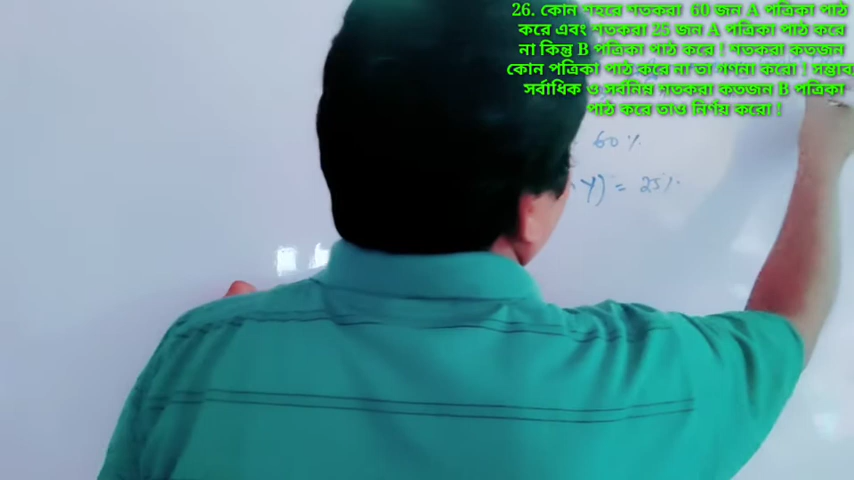 26. কোন শহরে শতকরা 60 জন A পত্রিকা পাঠ
করে এবং শতকরা 25 জন A পত্রিকা পাঠ করে
না কিন্তু B পত্রিকা পাঠ করে ! শতকরা কতজন
কোন পত্রিকা পাঠ করে না তা গণনা করো ! সম্ভাব
সর্বাধিক ও সর্বনিম্ন শতকরা কতজন B পত্রিকা
পাঠ করে তাও নির্ণয় করো !
60 %
Y) = 25%